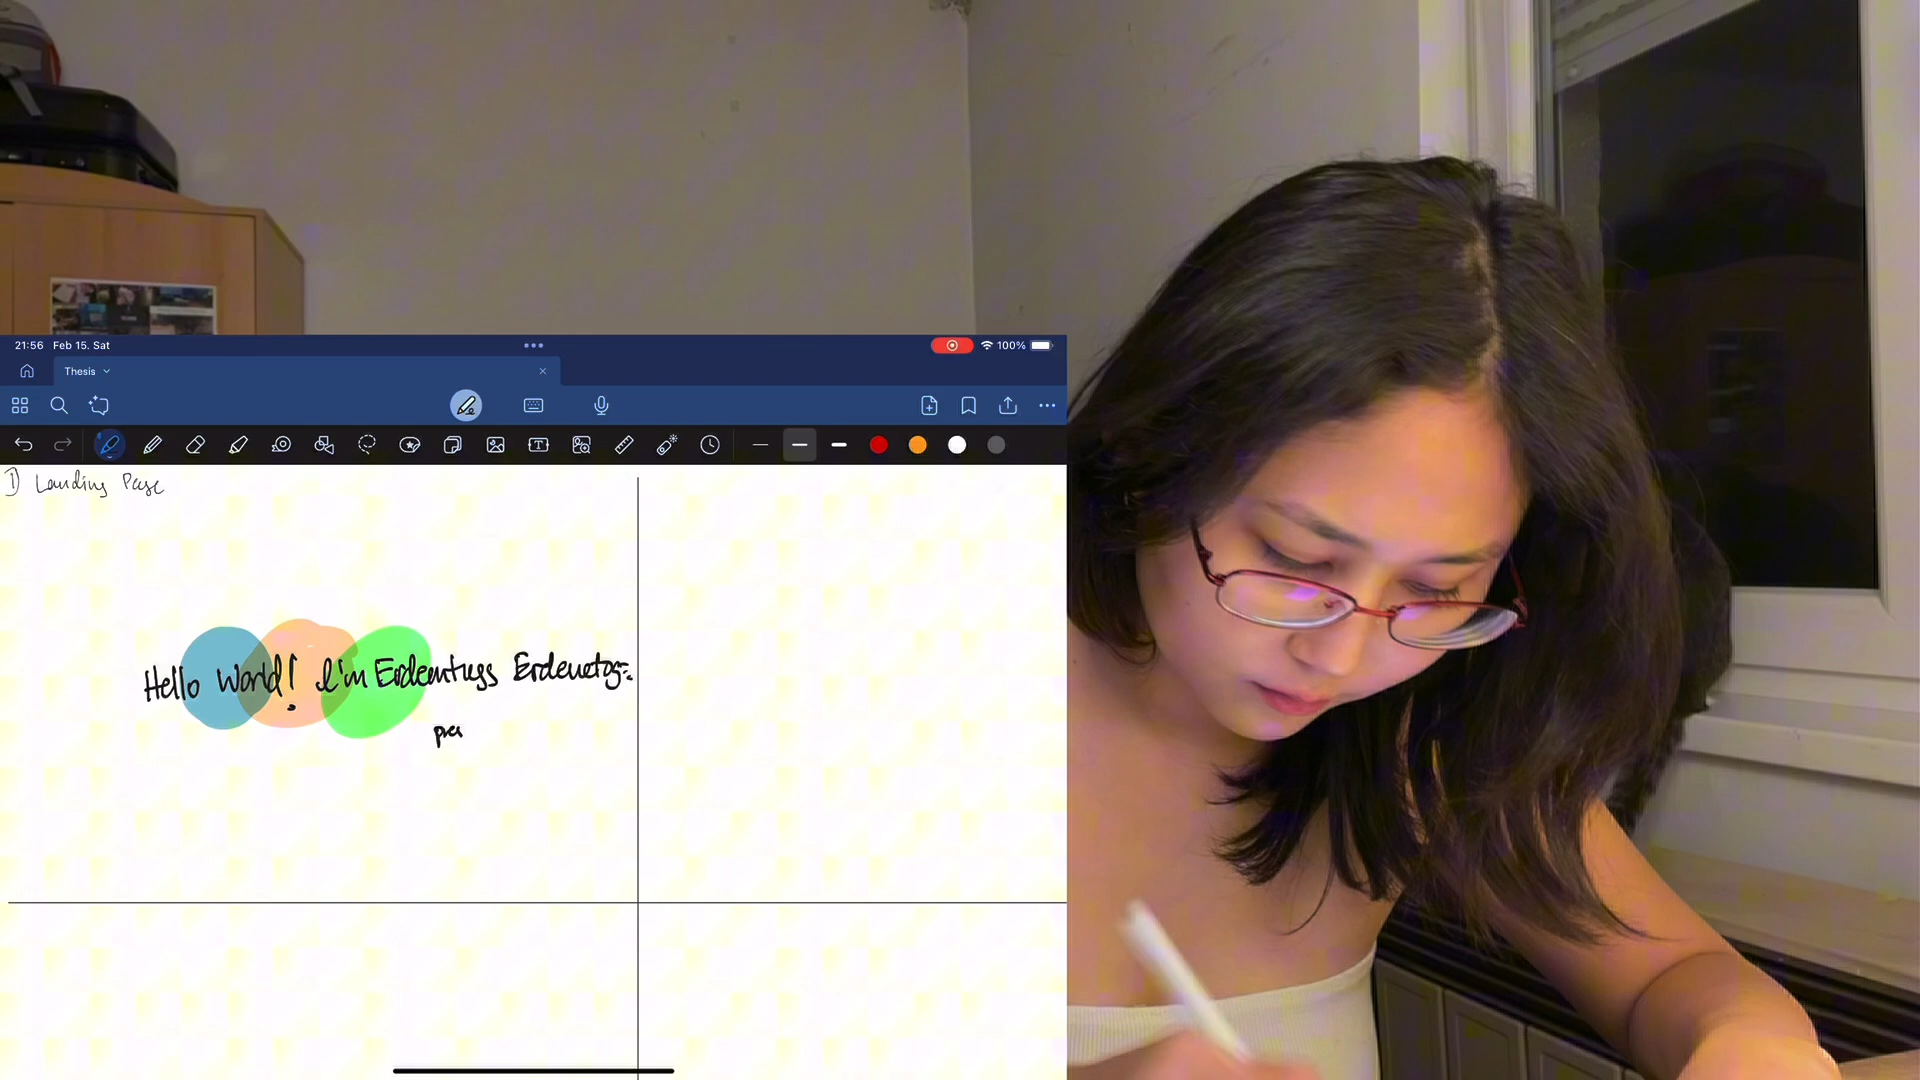 21:56 Feb 15. Sat
100%
Thesis
1) Landing Page
Hello World! I'm